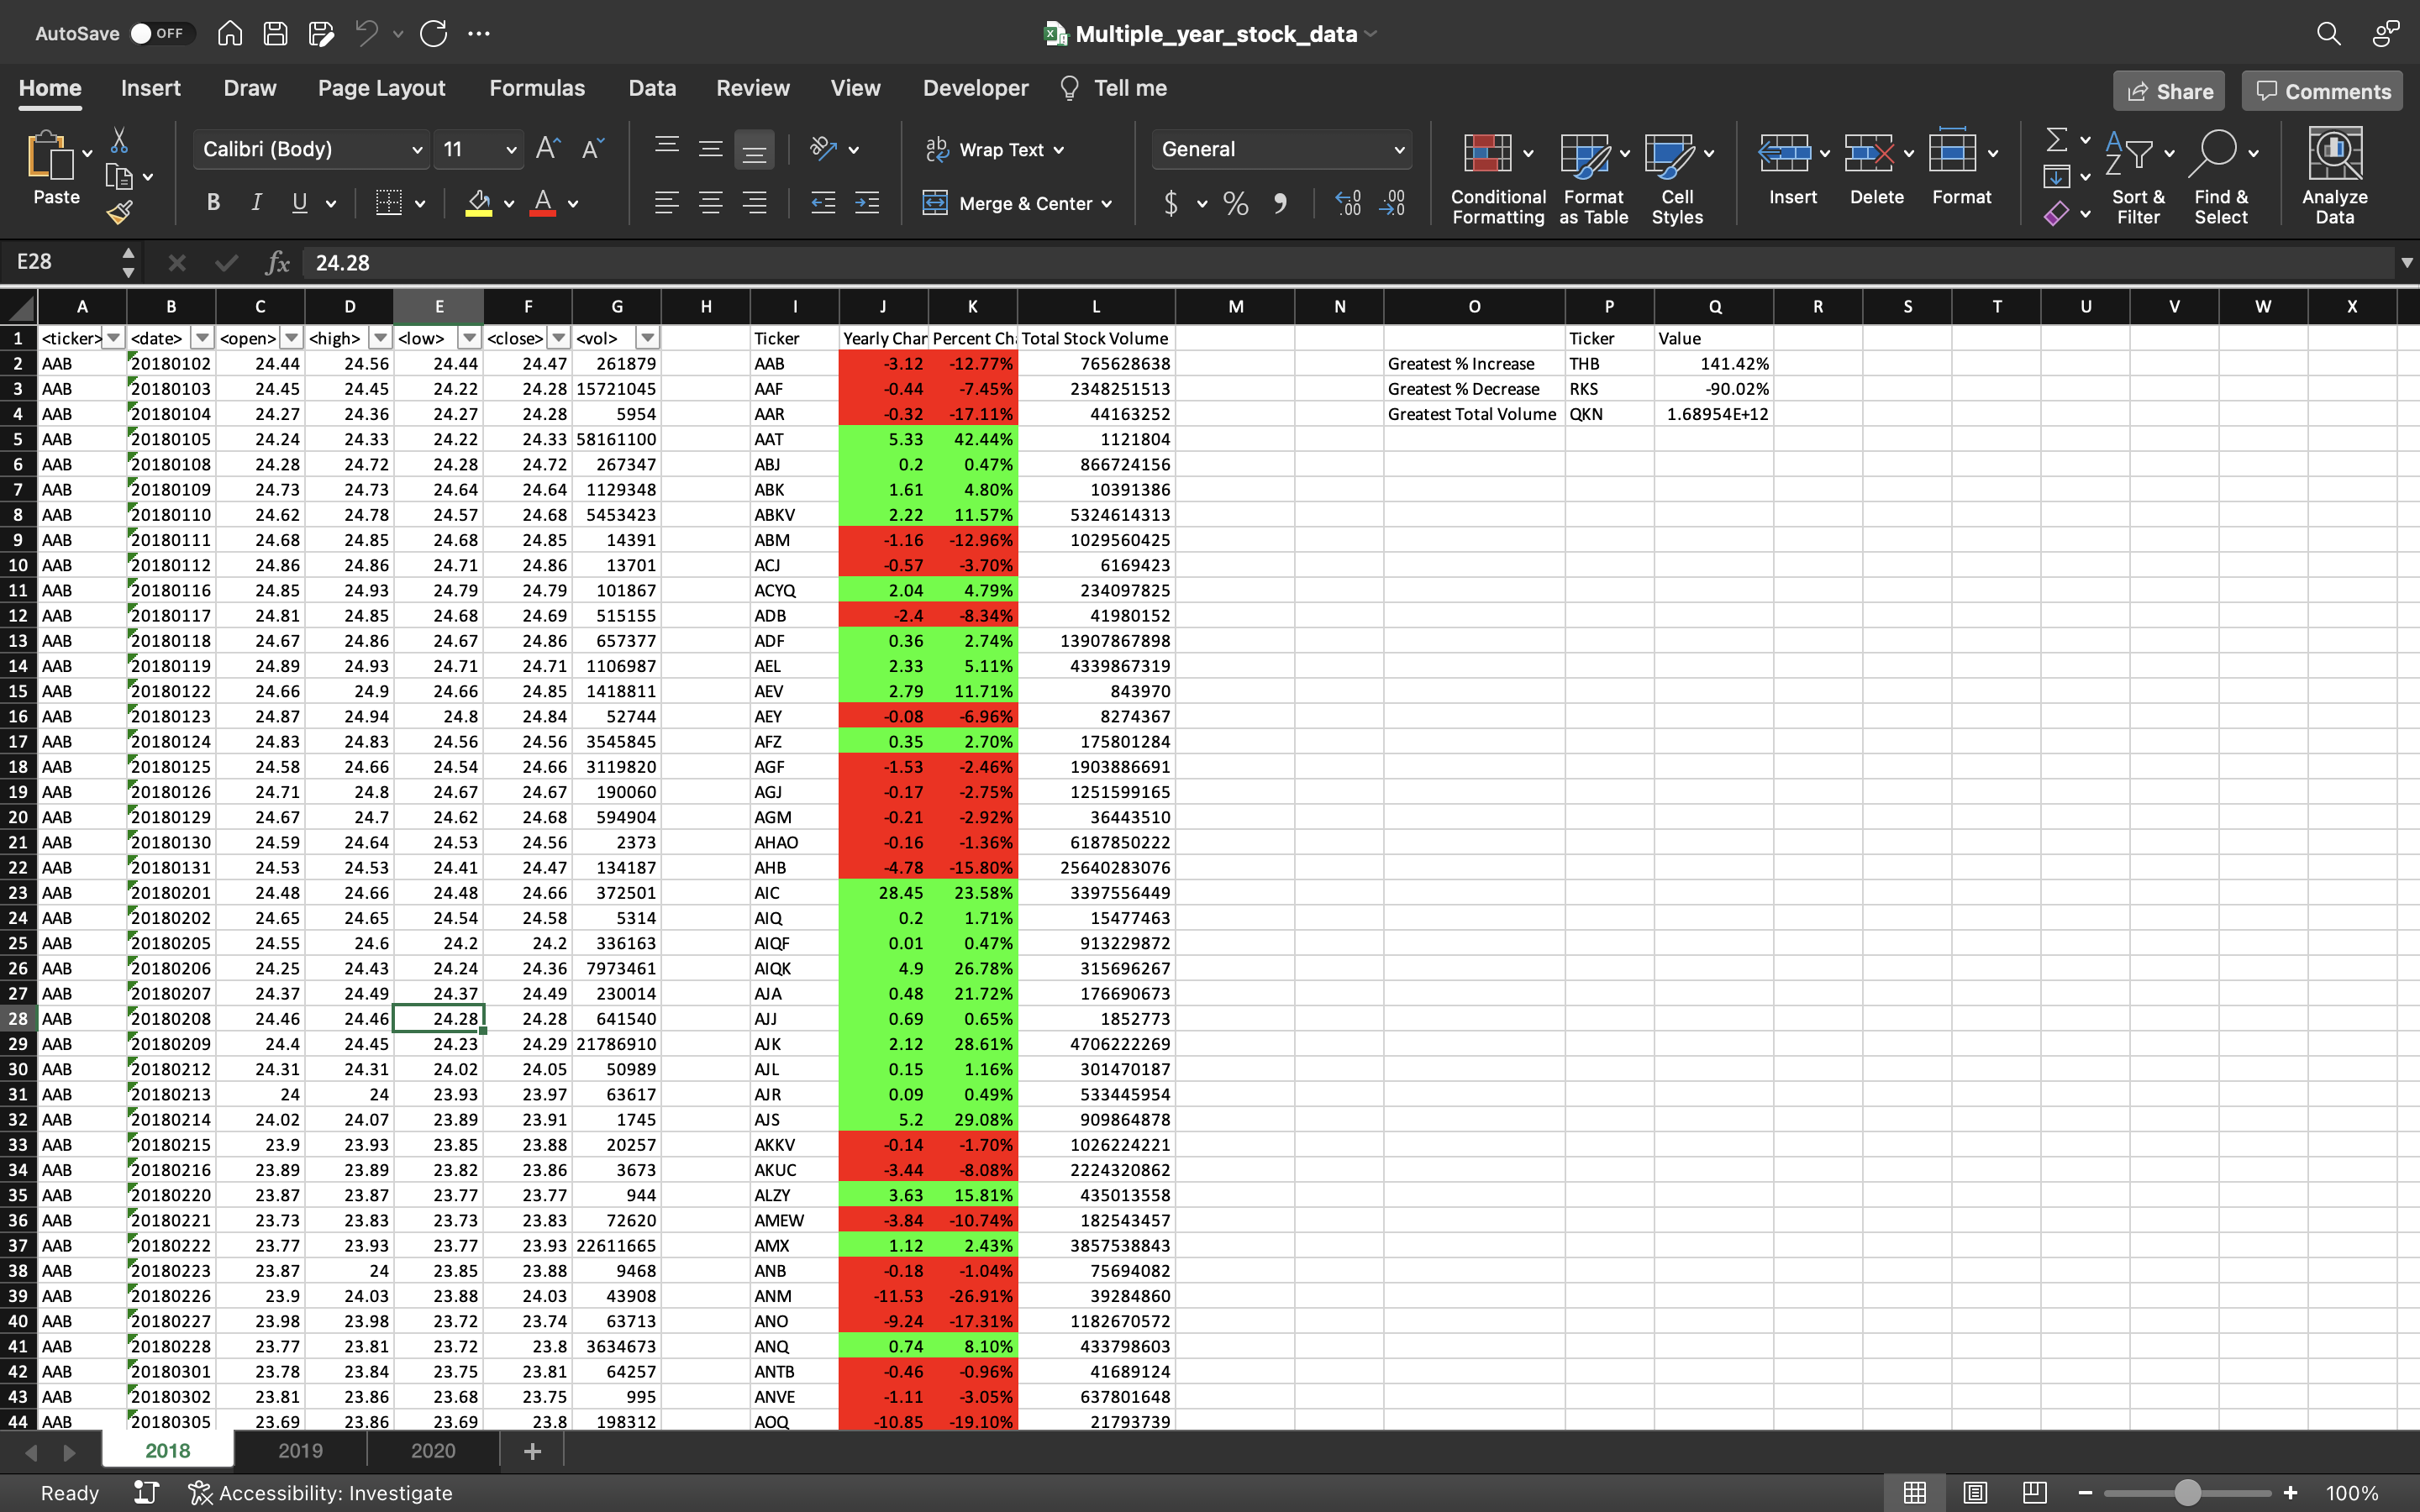 AutoSave OFF Multiple_year_stock_data
Home Insert Draw Page Layout Formulas Data Review View Developer Tell me Share Comments
Paste Calibri (Body) 11 Wrap Text General Conditional Formatting Format as Table Cell Styles Insert Delete Format Sort & Filter Find & Select Analyze Data
B I U Merge & Center $ %
E28 fx 24.28
A B C D E F G H I J K L M N O P Q R S T U V W X
1 <ticker> <date> <open> <high> <low> <close> <vol> Ticker Yearly Char Percent Ch Total Stock Volume Ticker Value
2 AAB 20180102 24.44 24.56 24.44 24.47 261879 AAB -3.12 -12.77% 765628638 Greatest % Increase THB 141.42%
3 AAB 20180103 24.45 24.45 24.22 24.28 15721045 AAF -0.44 -7.45% 2348251513 Greatest % Decrease RKS -90.02%
4 AAB 20180104 24.27 24.36 24.27 24.28 5954 AAR -0.32 -17.11% 44163252 Greatest Total Volume QKN 1.68954E+12
5 AAB 20180105 24.24 24.33 24.22 24.33 58161100 AAT 5.33 42.44% 1121804
6 AAB 20180108 24.28 24.72 24.28 24.72 267347 ABJ 0.2 0.47% 866724156
7 AAB 20180109 24.73 24.73 24.64 24.64 1129348 ABK 1.61 4.80% 10391386
8 AAB 20180110 24.62 24.78 24.57 24.68 5453423 ABKV 2.22 11.57% 5324614313
9 AAB 20180111 24.68 24.85 24.68 24.85 14391 ABM -1.16 -12.96% 1029560425
10 AAB 20180112 24.86 24.86 24.71 24.86 13701 ACJ -0.57 -3.70% 6169423
11 AAB 20180116 24.85 24.93 24.79 24.79 101867 ACYQ 2.04 4.79% 234097825
12 AAB 20180117 24.81 24.85 24.68 24.69 515155 ADB -2.4 -8.34% 41980152
13 AAB 20180118 24.67 24.86 24.67 24.86 657377 ADF 0.36 2.74% 13907867898
14 AAB 20180119 24.89 24.93 24.71 24.71 1106987 AEL 2.33 5.11% 4339867319
15 AAB 20180122 24.66 24.9 24.66 24.85 1418811 AEV 2.79 11.71% 843970
16 AAB 20180123 24.87 24.94 24.8 24.84 52744 AEY -0.08 -6.96% 8274367
17 AAB 20180124 24.83 24.83 24.56 24.56 3545845 AFZ 0.35 2.70% 175801284
18 AAB 20180125 24.58 24.66 24.54 24.66 3119820 AGF -1.53 -2.46% 1903886691
19 AAB 20180126 24.71 24.8 24.67 24.67 190060 AGJ -0.17 -2.75% 1251599165
20 AAB 20180129 24.67 24.7 24.62 24.68 594904 AGM -0.21 -2.92% 36443510
21 AAB 20180130 24.59 24.64 24.53 24.56 2373 AHAO -0.16 -1.36% 6187850222
22 AAB 20180131 24.53 24.53 24.41 24.47 134187 AHB -4.78 -15.80% 25640283076
23 AAB 20180201 24.48 24.66 24.48 24.66 372501 AIC 28.45 23.58% 3397556449
24 AAB 20180202 24.65 24.65 24.54 24.58 5314 AIQ 0.2 1.71% 15477463
25 AAB 20180205 24.55 24.6 24.2 24.2 336163 AIQF 0.01 0.47% 913229872
26 AAB 20180206 24.25 24.43 24.24 24.36 7973461 AIQK 4.9 26.78% 315696267
27 AAB 20180207 24.37 24.49 24.37 24.49 230014 AJA 0.48 21.72% 176690673
28 AAB 20180208 24.46 24.46 24.28 24.28 641540 AJJ 0.69 0.65% 1852773
29 AAB 20180209 24.4 24.45 24.23 24.29 21786910 AJK 2.12 28.61% 4706222269
30 AAB 20180212 24.31 24.31 24.02 24.05 50989 AJL 0.15 1.16% 301470187
31 AAB 20180213 24 24 23.93 23.97 63617 AJR 0.09 0.49% 533445954
32 AAB 20180214 24.02 24.07 23.89 23.91 1745 AJS 5.2 29.08% 909864878
33 AAB 20180215 23.9 23.93 23.85 23.88 20257 AKKV -0.14 -1.70% 1026224221
34 AAB 20180216 23.89 23.89 23.82 23.86 3673 AKUC -3.44 -8.08% 2224320862
35 AAB 20180220 23.87 23.87 23.77 23.77 944 ALZY 3.63 15.81% 435013558
36 AAB 20180221 23.73 23.83 23.73 23.83 72620 AMEW -3.84 -10.74% 182543457
37 AAB 20180222 23.77 23.93 23.77 23.93 22611665 AMX 1.12 2.43% 3857538843
38 AAB 20180223 23.87 24 23.85 23.88 9468 ANB -0.18 -1.04% 75694082
39 AAB 20180226 23.9 24.03 23.88 24.03 43908 ANM -11.53 -26.91% 39284860
40 AAB 20180227 23.98 23.98 23.72 23.74 63713 ANO -9.24 -17.31% 1182670572
41 AAB 20180228 23.77 23.81 23.72 23.8 3634673 ANQ 0.74 8.10% 433798603
42 AAB 20180301 23.78 23.84 23.75 23.81 64257 ANTB -0.46 -0.96% 41689124
43 AAB 20180302 23.81 23.86 23.68 23.75 995 ANVE -1.11 -3.05% 637801648
44 AAB 20180305 23.69 23.86 23.69 23.8 198312 AOQ -10.85 -19.10% 21793739
2018 2019 2020 +
Ready Accessibility: Investigate 100%